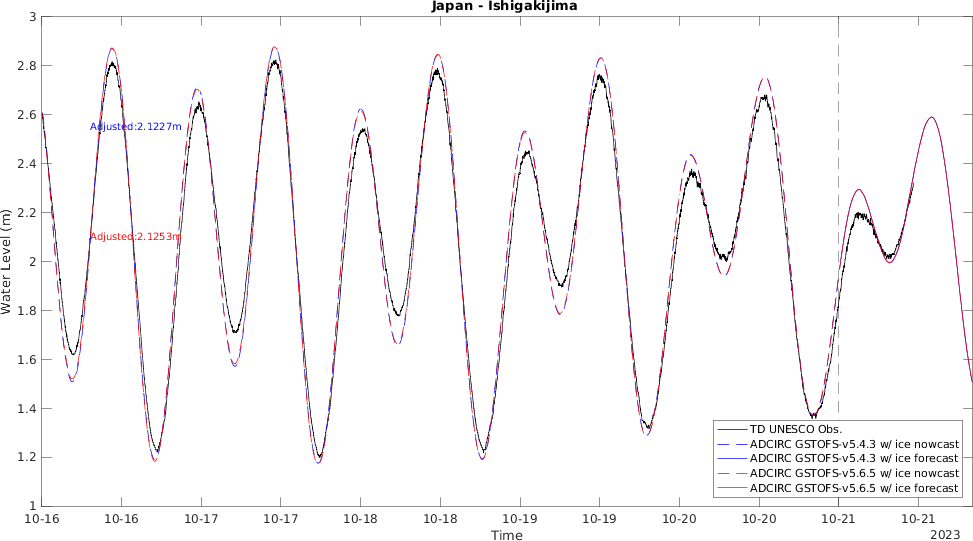 Japan - Ishigakijima
3
2.8
2.6
2.4
2.2
2
1.8
1.6
1.4
1.2
1
Water Level (m)
Adjusted:2.1227m
Adjusted:2.1253m
TD UNESCO Obs.
ADCIRC GSTOFS-v5.4.3 w/ ice nowcast
ADCIRC GSTOFS-v5.4.3 w/ ice forecast
ADCIRC GSTOFS-v5.6.5 w/ ice nowcast
ADCIRC GSTOFS-v5.6.5 w/ ice forecast
10-16 10-16 10-17 10-17 10-18 10-18 10-19 10-19 10-20 10-20 10-21 10-21
2023
Time